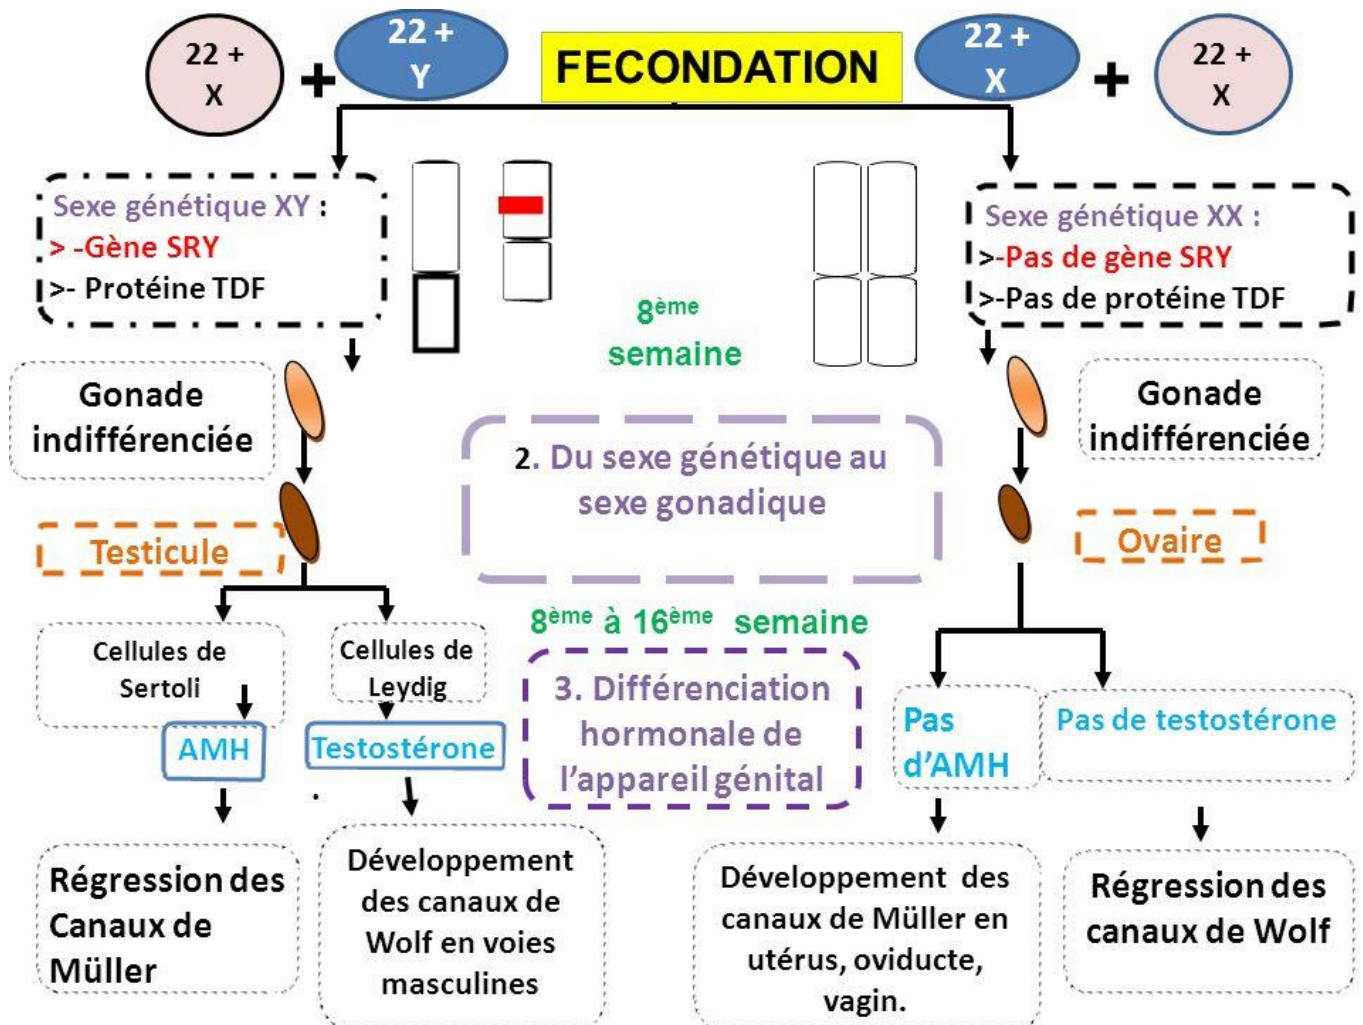 22 +
X
+
22 +
Y
FECONDATION
22 +
X
+
22 +
X
Sexe génétique XY :
> -Gène SRY
>- Protéine TDF
Sexe génétique XX :
>-Pas de gène SRY
>-Pas de protéine TDF
8ème
semaine
Gonade
indifférenciée
Gonade
indifférenciée
2. Du sexe génétique au
sexe gonadique
Testicule
Ovaire
8ème à 16ème semaine
Cellules de
Sertoli
Cellules de
Leydig
3. Différenciation
hormonale de
l'appareil génital
AMH
Testostérone
Pas
d'AMH
Pas de testostérone
Régression des
Canaux de
Müller
Développement
des canaux de
Wolf en voies
masculines
Développement des
canaux de Müller en
utérus, oviducte,
vagin.
Régression des
canaux de Wolf